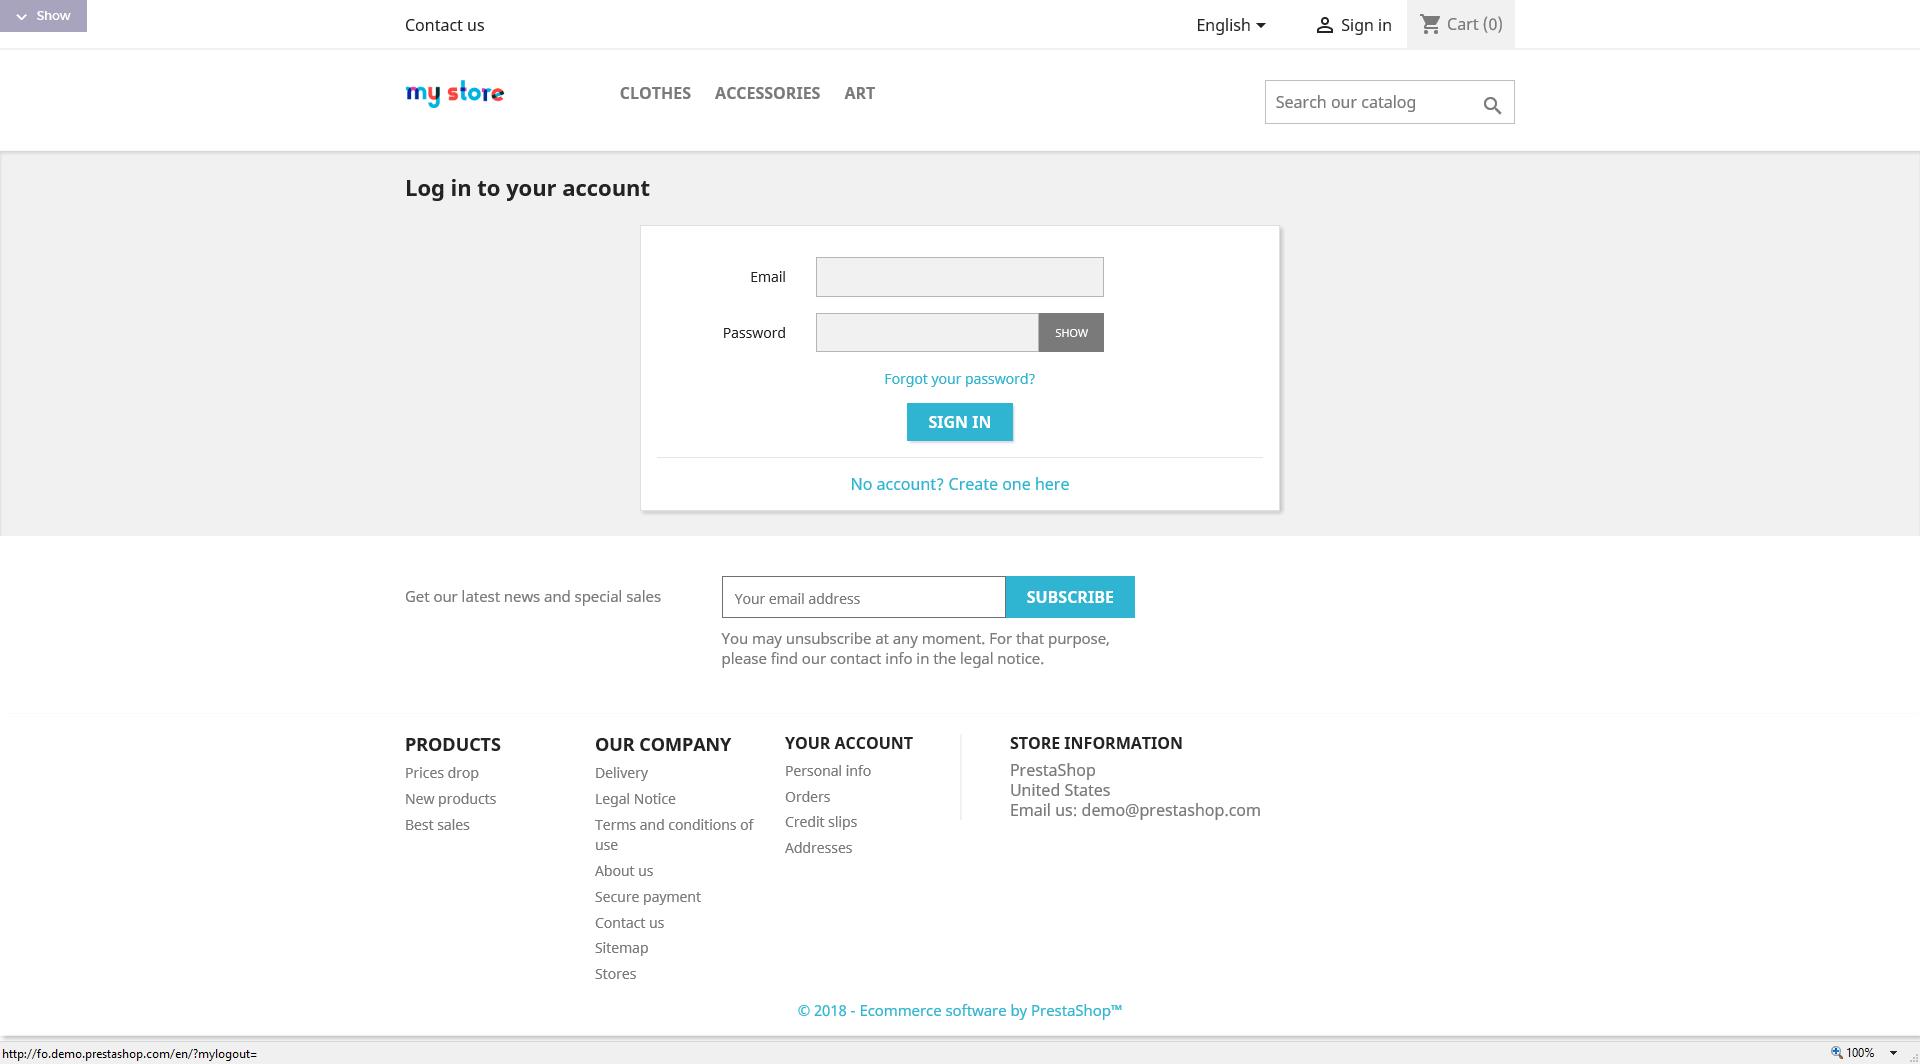 Show
Contact us
English
Sign in
Cart (0)
my store
CLOTHES
ACCESSORIES
ART
Search our catalog
Log in to your account
Email
Password
SHOW
Forgot your password?
SIGN IN
No account? Create one here
Get our latest news and special sales
Your email address
SUBSCRIBE
You may unsubscribe at any moment. For that purpose,
please find our contact info in the legal notice.
PRODUCTS
Prices drop
New products
Best sales
OUR COMPANY
Delivery
Legal Notice
Terms and conditions of
use
About us
Secure payment
Contact us
Sitemap
Stores
YOUR ACCOUNT
Personal info
Orders
Credit slips
Addresses
STORE INFORMATION
PrestaShop
United States
Email us: demo@prestashop.com
© 2018 - Ecommerce software by PrestaShop™
http://fo.demo.prestashop.com/en/?mylogout=
100%